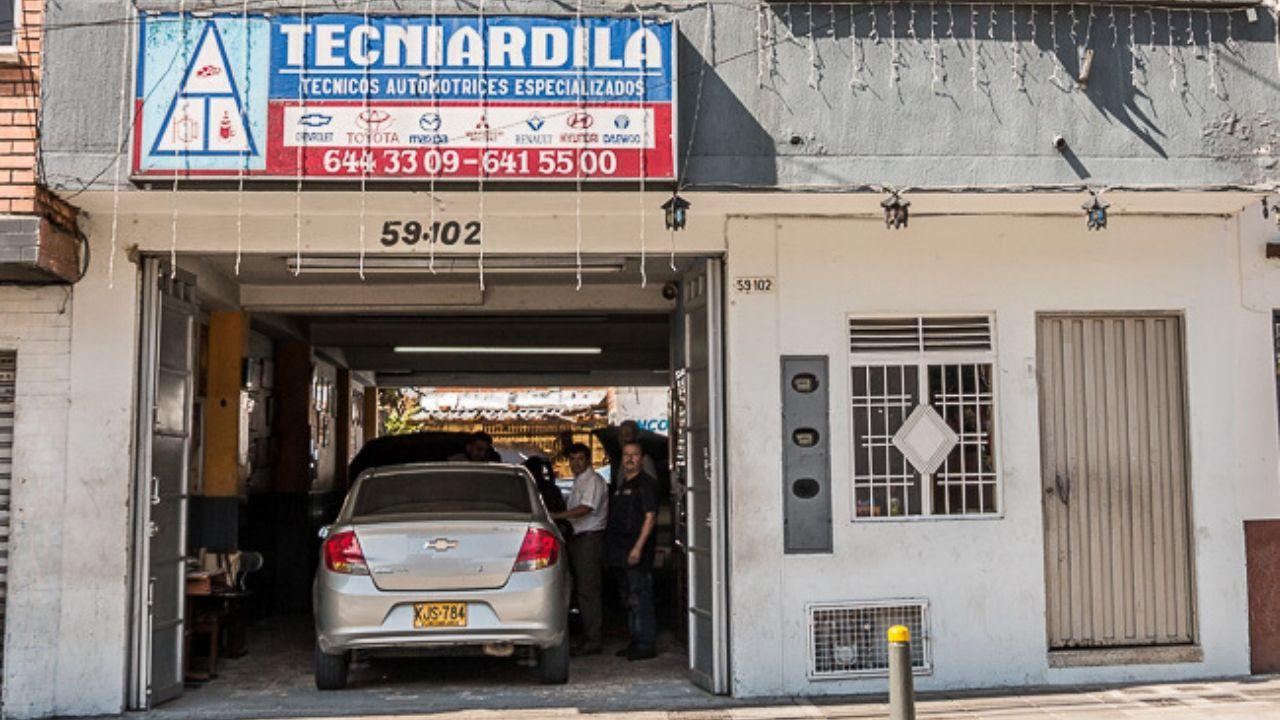 TECNIARDILA
TECNICOS AUTOMOTRICES ESPECIALIZADOS
CHEVROLET TOYOTA mazda RENAULT HYUNDAI DAEWOO
644 33 09 - 641 55 00
59-102
59-102
XJS-784